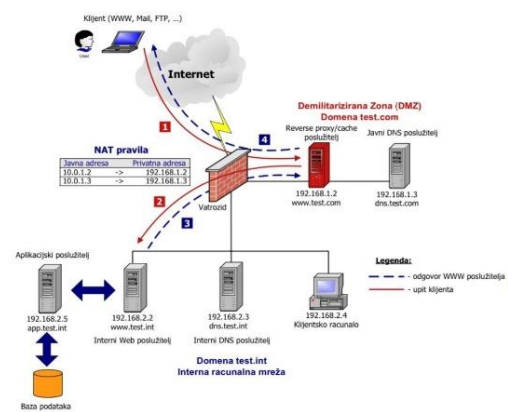 Klijent (WWW, Mail, FTP, ...)
User
Internet
1
4
Demilitarizirana Zona (DMZ)
Domena test.com
Reverse proxy/cache
poslužitelj
Javni DNS poslužitelj
NAT pravila
Javna adresa Privatna adresa
10.0.1.2 -> 192.168.1.2
10.0.1.3 -> 192.168.1.3
2
3
Vatrozid
192.168.1.2
www.test.com
192.168.1.3
dns.test.com
Aplikacijski poslužitelj
Legenda:
- odgovor WWW poslužitelja
- upit klijenta
192.168.2.5
app.test.int
192.168.2.2
www.test.int
Interni Web poslužitelj
192.168.2.3
dns.test.int
Interni DNS poslužitelj
192.168.2.4
Klijentsko racunalo
Domena test.int
Interna racunalna mreža
Baza podataka